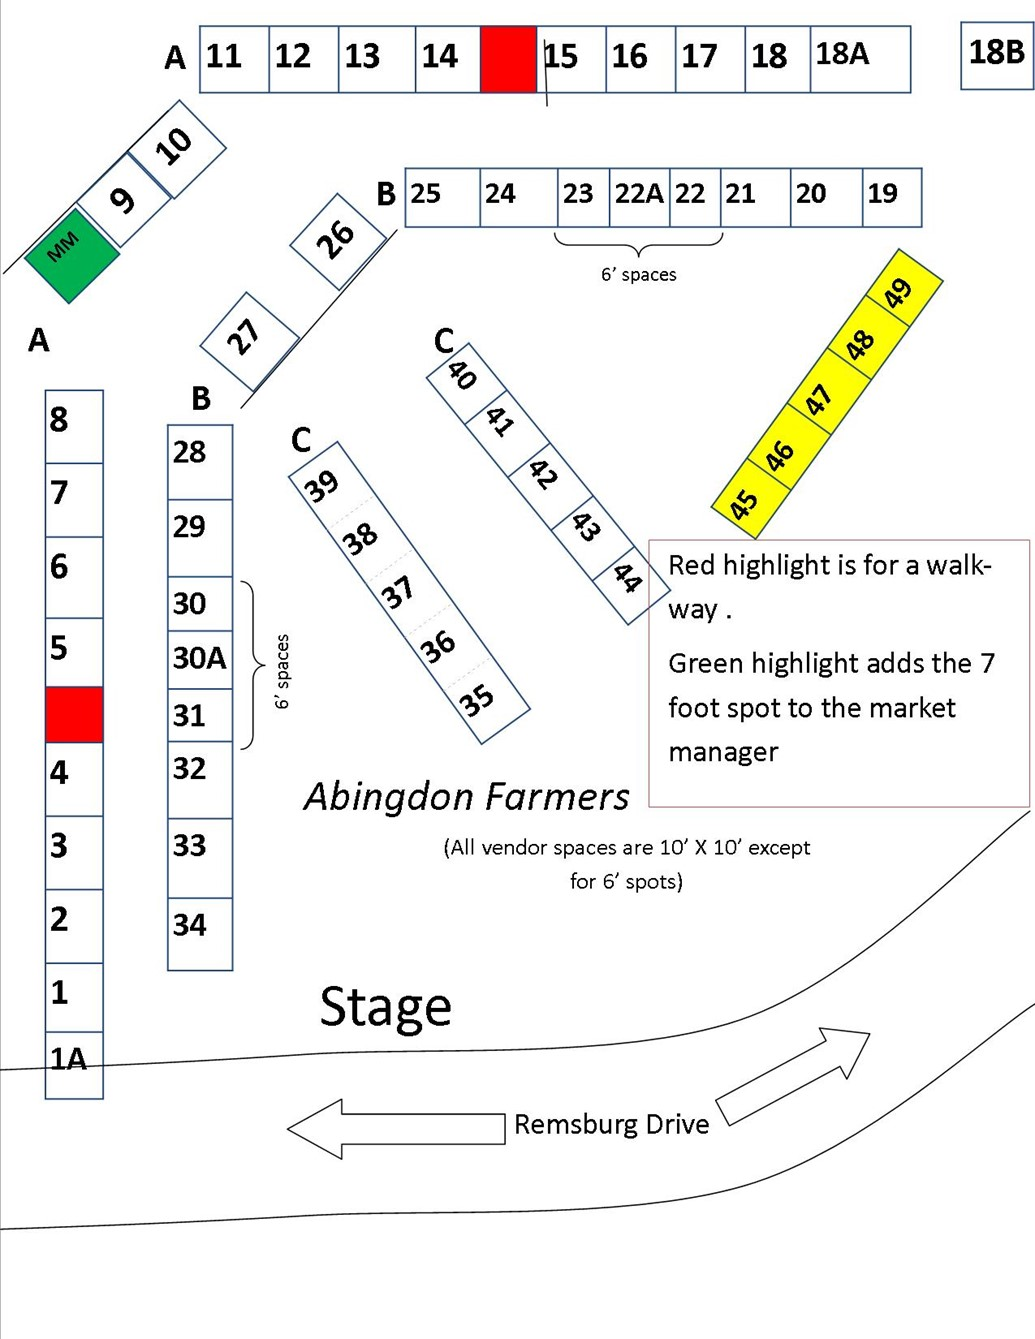 A 11 12 13 14 15 16 17 18 18A 18B
10
9
MM
B 25 24 23 22A 22 21 20 19
6’ spaces
26
27
A
8
7
6
5
4
3
2
1
1A
B
28
29
30
30A
31
32
33
34
6’ spaces
C
39
38
37
36
35
C
40
41
42
43
44
49
48
47
46
45
Red highlight is for a walk-
way .
Green highlight adds the 7
foot spot to the market
manager
Abingdon Farmers
(All vendor spaces are 10’ X 10’ except
for 6’ spots)
Stage
Remsburg Drive